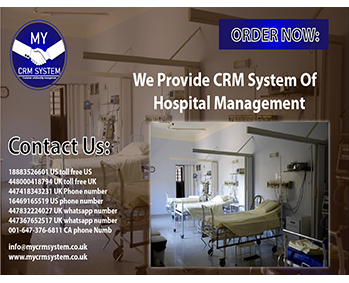 MY
CRM SYSTEM
ORDER NOW:
We Provide CRM System Of
Hospital Management
Contact Us:
18883526601 US toll free US
448000418794 UK toll free UK
447418343231 UK Phone number
16469165519 US phone number
447832224027 UK whatsapp number
447367652517 UK whatsapp number
001-647-376-6811 CA phone Numb
info@mycrmsystem.co.uk
www.mycrmsystem.co.uk